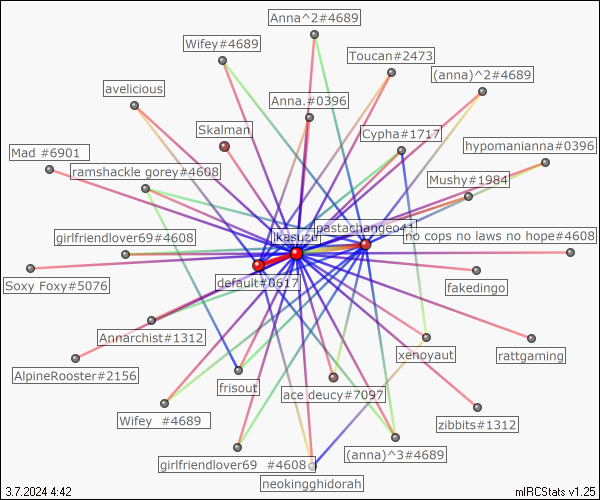 Anna^2#4689
Wifey#4689
Toucan#2473
(anna)^2#4689
avelicious
Anna.#0396
Skalman
Cypha#1717
hypomanianna#0396
Mad #6901
ramshackle gorey#4608
Mushy#1984
pastachangeo41
ikasuzu
no cops no laws no hope#4608
girlfriendlover69#4608
default#0617
Soxy Foxy#5076
fakedingo
Annarchist#1312
xenoyaut
rattgaming
AlpineRooster#2156
frisout
ace deucy#7097
Wifey  #4689
zibbits#1312
(anna)^3#4689
girlfriendlover69  #4608
neokingghidorah
3.7.2024 4:42
mIRCStats v1.25